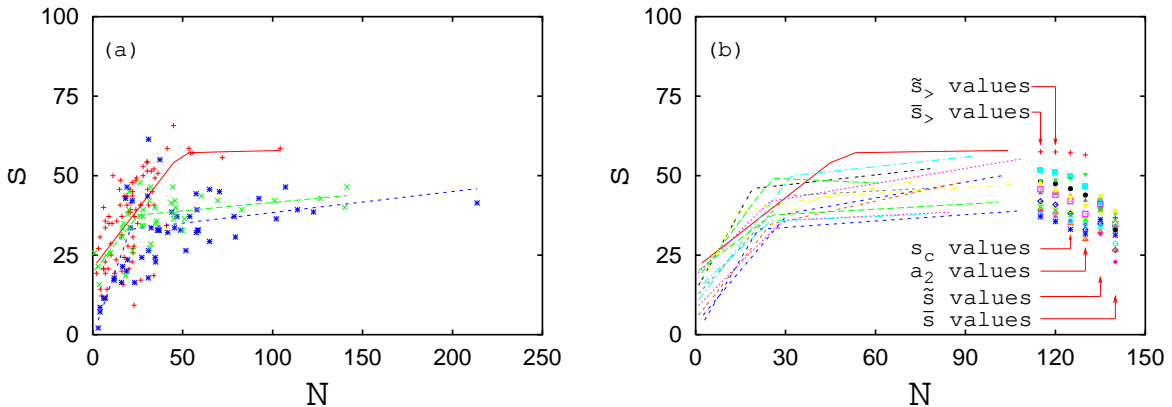 (a)
100
75
50
25
0
s
0 50 100 150 200 250
N
(b)
100
75
50
25
0
s
s̃> values
s̄> values
s_c values
a_2 values
s̃ values
s̄ values
0 30 60 90 120 150
N